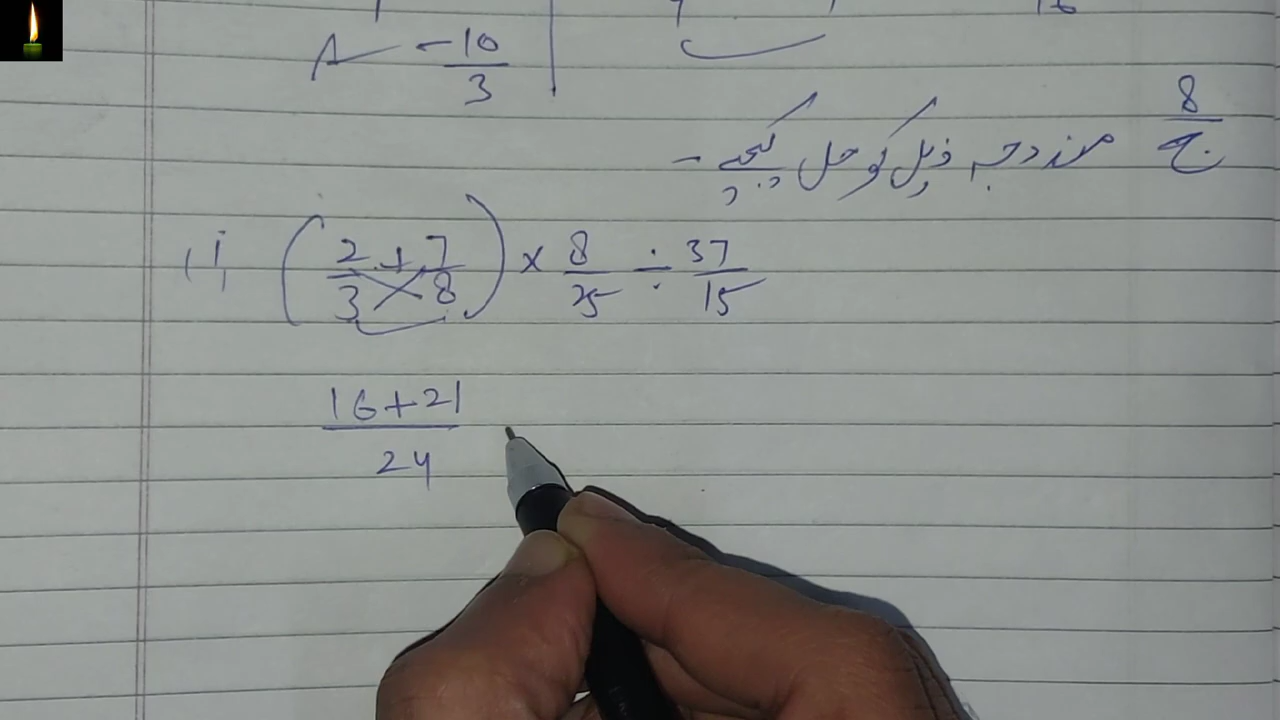 16
-10/3
8/ج مندرجہ ذیل کو حل کیجیے -
(i) (2/3 + 7/8) × 8/25 ÷ 37/15
16+21/24